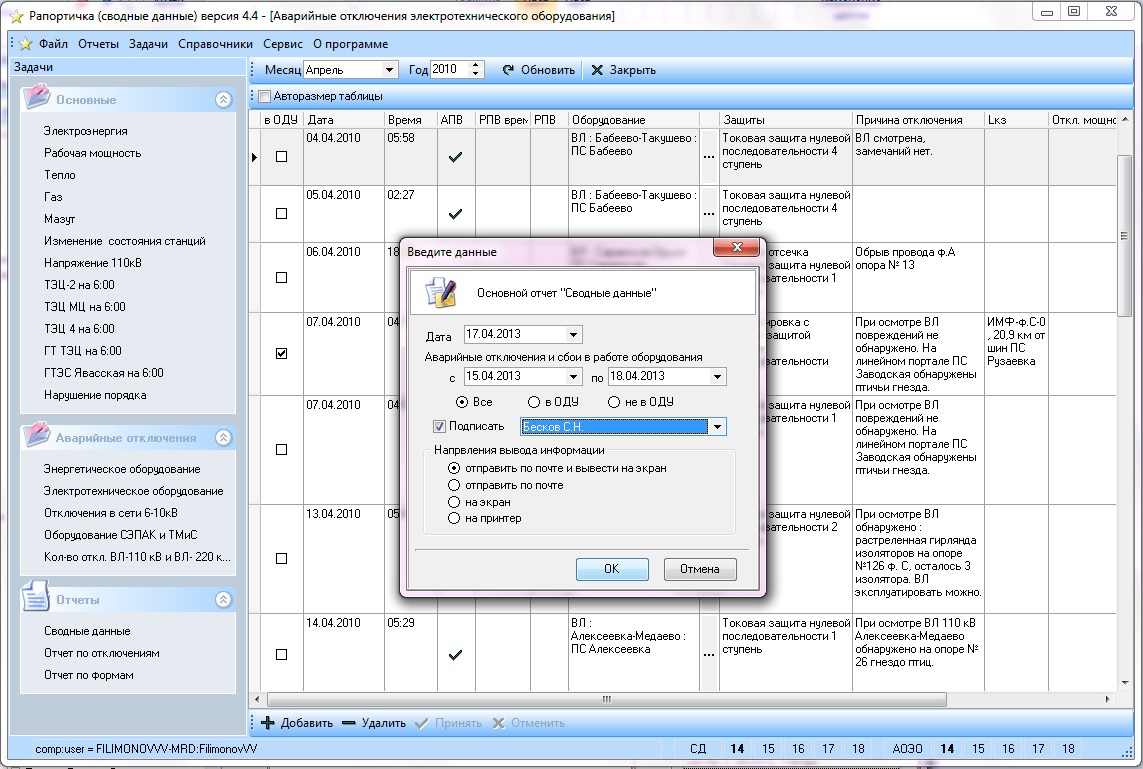 Рапортичка (сводные данные) версия 4.4 - [Аварийные отключения электротехнического оборудования]
Файл Отчеты Задачи Справочники Сервис О программе
Задачи
Месяц Апрель Год 2010 Обновить Закрыть
Авторазмер таблицы
Основные
Электроэнергия
Рабочая мощность
Тепло
Газ
Мазут
Изменение состояния станций
Напряжение 110кВ
ТЭЦ-2 на 6:00
ТЭЦ МЦ на 6:00
ТЭЦ 4 на 6:00
ГТ ТЭЦ на 6:00
ГТЭС Явасская на 6:00
Нарушение порядка
Аварийные отключения
Энергетическое оборудование
Электротехническое оборудование
Отключения в сети 6-10кВ
Оборудование СЭПАК и ТМиС
Кол-во откл. ВЛ-110 кВ и ВЛ- 220 к...
Отчеты
Сводные данные
Отчет по отключениям
Отчет по формам
в ОДУ Дата Время АПВ РПВ врем РПВ Оборудование Защиты Причина отключения Lкз Откл. мощно
04.04.2010 05:58 ВЛ : Бабеево-Такушево : ПС Бабеево ... Токовая защита нулевой последовательности 4 ступень ВЛ смотрена, замечаний нет.
05.04.2010 02:27 ВЛ : Бабеево-Такушево : ПС Бабеево ... Токовая защита нулевой последовательности 4 ступень
06.04.2010 18 отсечка защита нулевой вательности 1 Обрыв провода ф.А опора № 13
07.04.2010 04 ировка с защитой вательности При осмотре ВЛ повреждений не обнаружено. На линейном портале ПС Заводская обнаружены птичьи гнезда. ИМФ-ф.С-0, 20,9 км от шин ПС Рузаевка
07.04.2010 04 защита нулевой вательности 1 При осмотре ВЛ повреждений не обнаружено. На линейном портале ПС Заводская обнаружены птичьи гнезда.
13.04.2010 05 защита нулевой вательности 2 При осмотре ВЛ обнаружено : растреленная гирлянда изоляторов на опоре №126 ф. С, осталось 3 изолятора. ВЛ эксплуатировать можно.
14.04.2010 05:29 ВЛ : Алексеевка-Медаево : ПС Алексеевка ... Токовая защита нулевой последовательности 1 ступень При осмотре ВЛ 110 кВ Алексеевка-Медаево обнаружено на опоре № 26 гнездо птиц.
Введите данные
Основной отчет "Сводные данные"
Дата 17.04.2013
Аварийные отключения и сбои в работе оборудования
с 15.04.2013 по 18.04.2013
Все в ОДУ не в ОДУ
Подписать Бесков С.Н.
Напрвления вывода информации
отправить по почте и вывести на экран
отправить по почте
на экран
на принтер
OK Отмена
Добавить Удалить Принять Отменить
comp:user = FILIMONOVVV-MRD:FilimonovVV СД 14 15 16 17 18 АОЭО 14 15 16 17 18